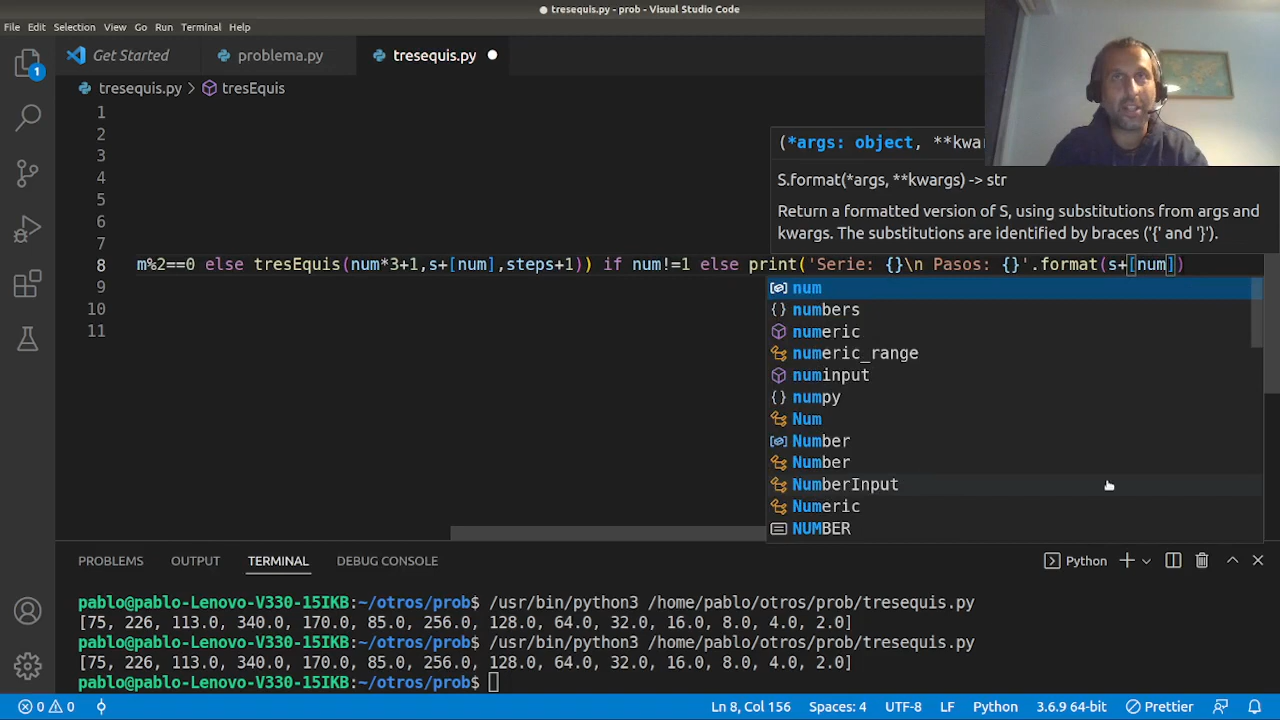 tresequis.py - prob - Visual Studio Code
File Edit Selection View Go Run Terminal Help
Get Started problema.py tresequis.py
1
tresequis.py tresEquis
1
2
3
4
5
6
7
8 m%2==0 else tresEquis(num*3+1,s+[num],steps+1)) if num!=1 else print('Serie: {}\n Pasos: {}'.format(s+[num])
9
10
11
(*args: object, **kwa
S.format(*args, **kwargs) -> str
Return a formatted version of S, using substitutions from args and
kwargs. The substitutions are identified by braces ('{' and '}').
num
numbers
numeric
numeric_range
numinput
numpy
Num
Number
Number
NumberInput
Numeric
NUMBER
PROBLEMS OUTPUT TERMINAL DEBUG CONSOLE Python
pablo@pablo-Lenovo-V330-15IKB:~/otros/prob$ /usr/bin/python3 /home/pablo/otros/prob/tresequis.py
[75, 226, 113.0, 340.0, 170.0, 85.0, 256.0, 128.0, 64.0, 32.0, 16.0, 8.0, 4.0, 2.0]
pablo@pablo-Lenovo-V330-15IKB:~/otros/prob$ /usr/bin/python3 /home/pablo/otros/prob/tresequis.py
[75, 226, 113.0, 340.0, 170.0, 85.0, 256.0, 128.0, 64.0, 32.0, 16.0, 8.0, 4.0, 2.0]
pablo@pablo-Lenovo-V330-15IKB:~/otros/prob$
0 0 Ln 8, Col 156 Spaces: 4 UTF-8 LF Python 3.6.9 64-bit Prettier